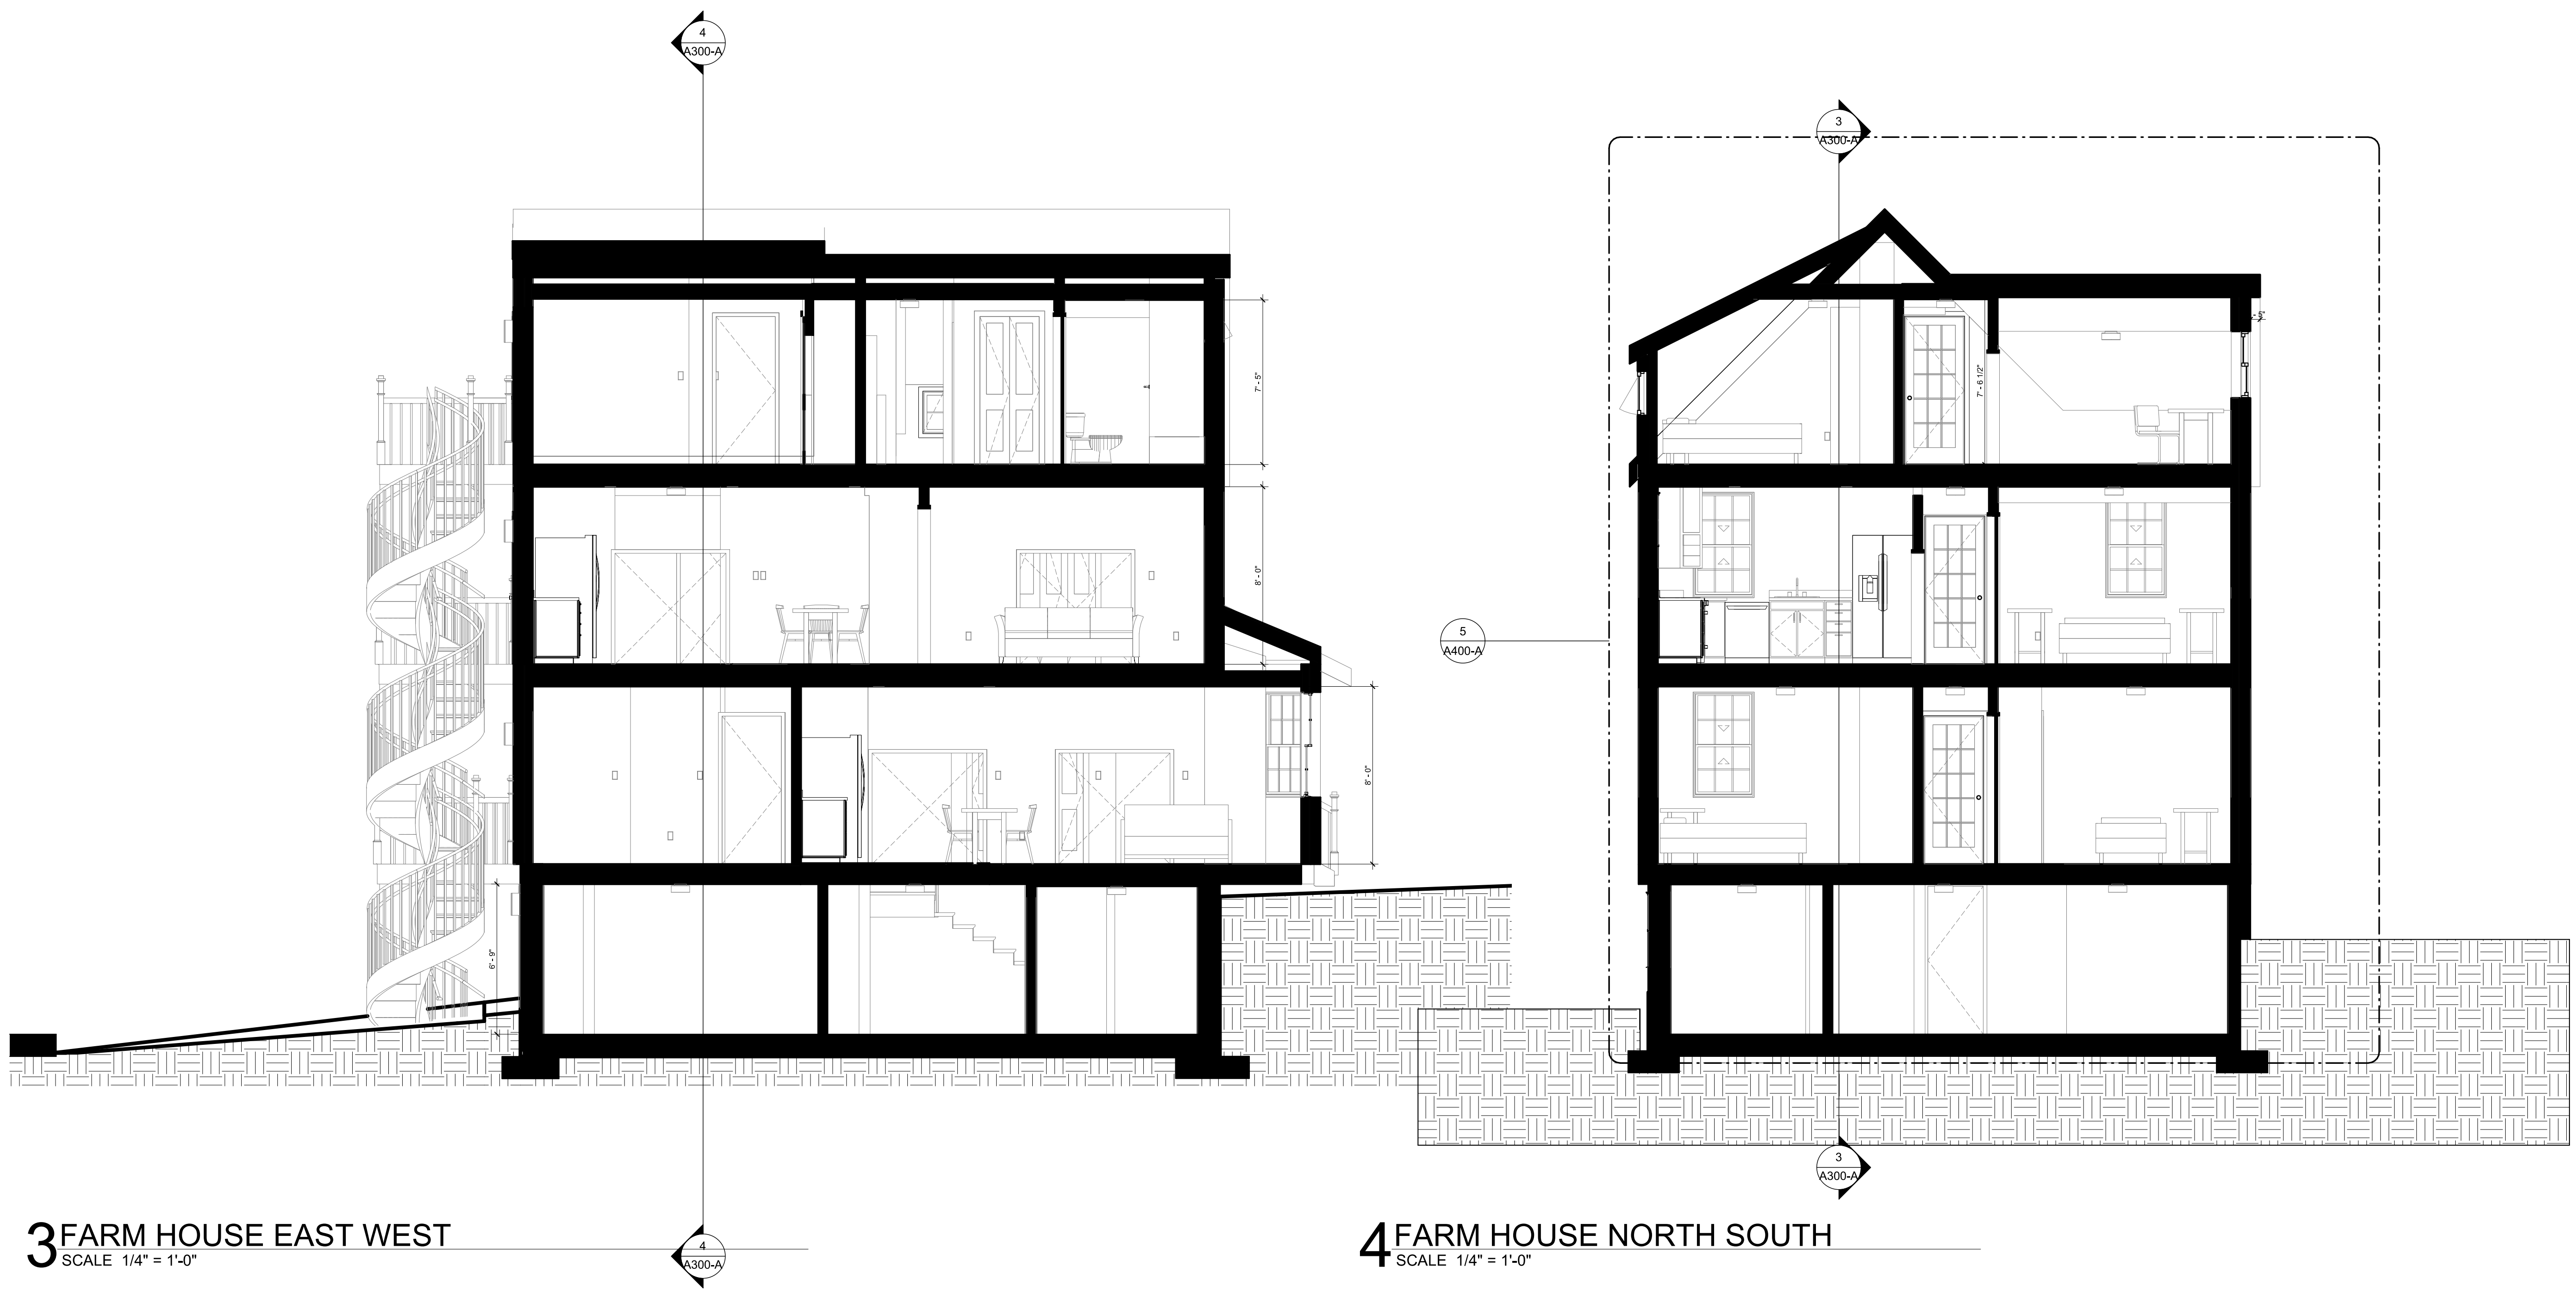 4
A300-A
3
A300-A
7' - 5"
8' - 0"
8' - 0"
6' - 9"
- 5"
7' - 6 1/2"
5
A400-A
3
A300-A
3 FARM HOUSE EAST WEST
SCALE 1/4" = 1'-0"
4
A300-A
4 FARM HOUSE NORTH SOUTH
SCALE 1/4" = 1'-0"